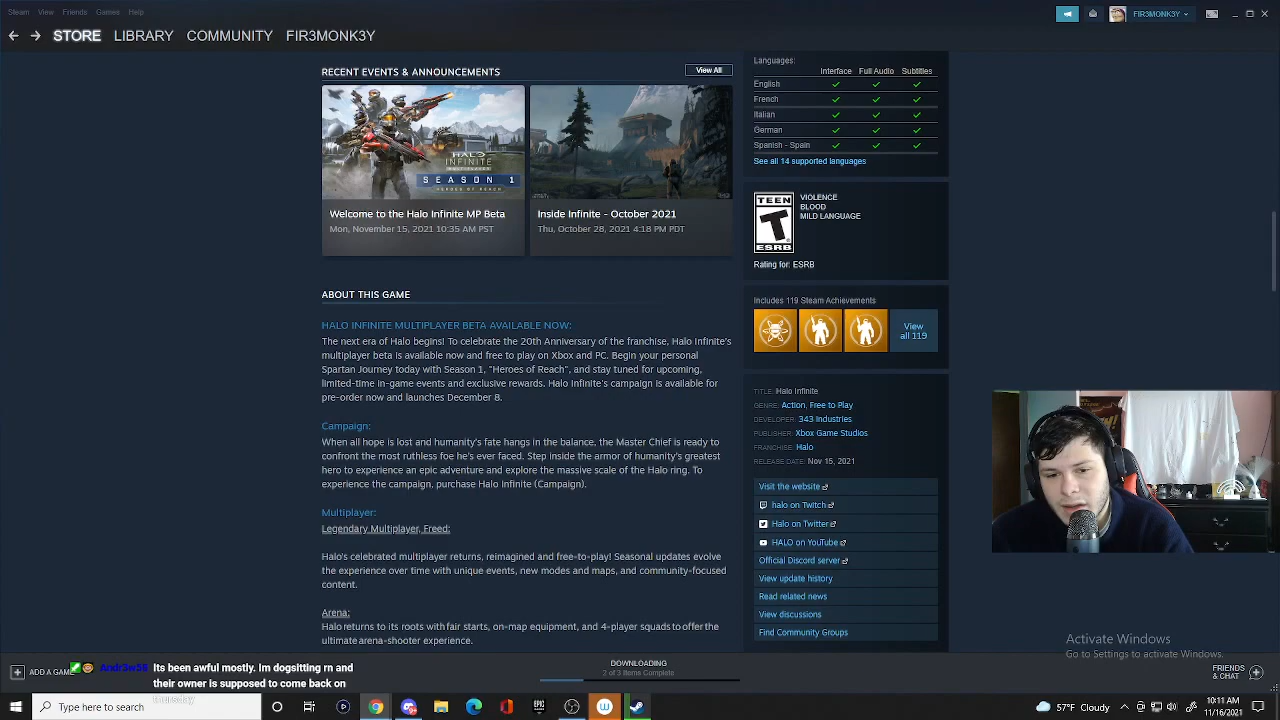 Steam View Friends Games Help
FIR3MONK3Y
STORE LIBRARY COMMUNITY FIR3MONK3Y
RECENT EVENTS & ANNOUNCEMENTS
View All
HALO
INFINITE
MULTIPLAYER
SEASON 1
HEROES OF REACH
Welcome to the Halo Infinite MP Beta
Mon, November 15, 2021 10:35 AM PST
Inside Infinite - October 2021
Thu, October 28, 2021 4:18 PM PDT
ABOUT THIS GAME
HALO INFINITE MULTIPLAYER BETA AVAILABLE NOW:
The next era of Halo begins! To celebrate the 20th Anniversary of the franchise, Halo Infinite's
multiplayer beta is available now and free to play on Xbox and PC. Begin your personal
Spartan Journey today with Season 1, "Heroes of Reach", and stay tuned for upcoming,
limited-time in-game events and exclusive rewards. Halo Infinite's campaign is available for
pre-order now and launches December 8.
Campaign:
When all hope is lost and humanity's fate hangs in the balance, the Master Chief is ready to
confront the most ruthless foe he's ever faced. Step inside the armor of humanity's greatest
hero to experience an epic adventure and explore the massive scale of the Halo ring. To
experience the campaign, purchase Halo Infinite (Campaign).
Multiplayer:
Legendary Multiplayer, Freed:
Halo's celebrated multiplayer returns, reimagined and free-to-play! Seasonal updates evolve
the experience over time with unique events, new modes and maps, and community-focused
content.
Arena:
Halo returns to its roots with fair starts, on-map equipment, and 4-player squads to offer the
ultimate arena-shooter experience.
Languages:
Interface Full Audio Subtitles
English
French
Italian
German
Spanish - Spain
See all 14 supported languages
TEEN
T
ESRB
VIOLENCE
BLOOD
MILD LANGUAGE
Rating for: ESRB
Includes 119 Steam Achievements
View
all 119
TITLE: Halo Infinite
GENRE: Action, Free to Play
DEVELOPER: 343 Industries
PUBLISHER: Xbox Game Studios
FRANCHISE: Halo
RELEASE DATE: Nov 15, 2021
Visit the website
halo on Twitch
Halo on Twitter
HALO on YouTube
Official Discord server
View update history
Read related news
View discussions
Find Community Groups
Activate Windows
Go to Settings to activate Windows.
ADD A GAM
Andr3w56 Its been awful mostly. Im dogsitting rn and
their owner is supposed to come back on
thursday
DOWNLOADING
2 of 3 Items Complete
FRIENDS
& CHAT
Type here to search
EPIC
57°F Cloudy
10:11 AM
11/16/2021